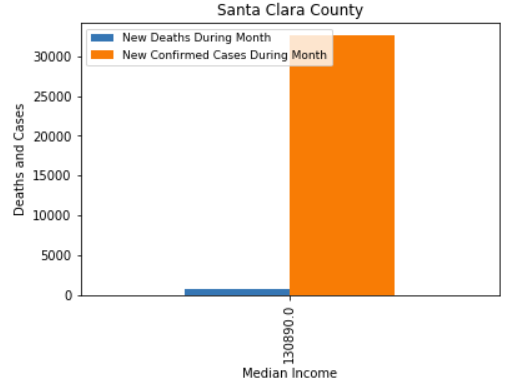 Santa Clara County
New Deaths During Month
New Confirmed Cases During Month
Deaths and Cases
30000
25000
20000
15000
10000
5000
0
130890.0
Median Income